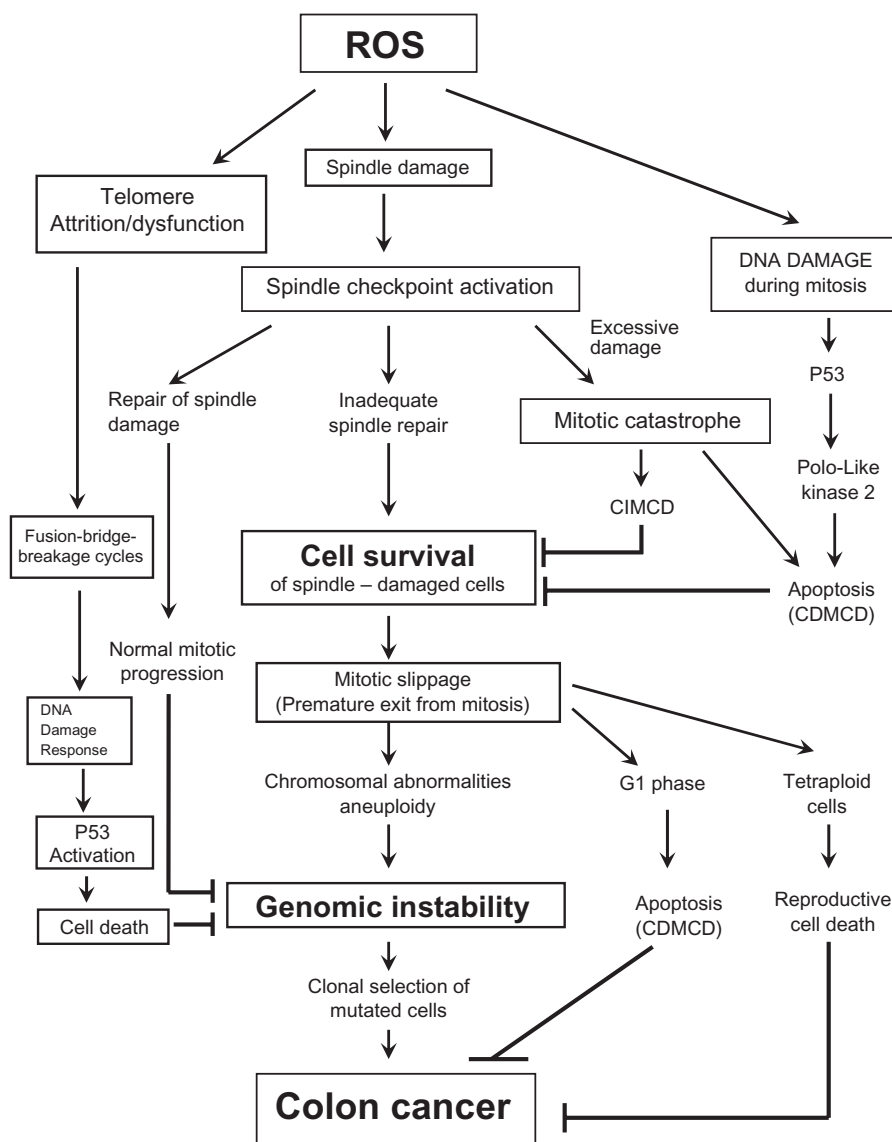 ROS
Spindle damage
Telomere
Attrition/dysfunction
DNA DAMAGE
during mitosis
Spindle checkpoint activation
Excessive
damage
P53
Repair of spindle
damage
Inadequate
spindle repair
Mitotic catastrophe
Polo-Like
kinase 2
CIMCD
Fusion-bridge-
breakage cycles
Cell survival
of spindle – damaged cells
Apoptosis
(CDMCD)
Normal mitotic
progression
Mitotic slippage
(Premature exit from mitosis)
DNA
Damage
Response
Chromosomal abnormalities
aneuploidy
G1 phase
Tetraploid
cells
P53
Activation
Genomic instability
Apoptosis
(CDMCD)
Reproductive
cell death
Cell death
Clonal selection of
mutated cells
Colon cancer